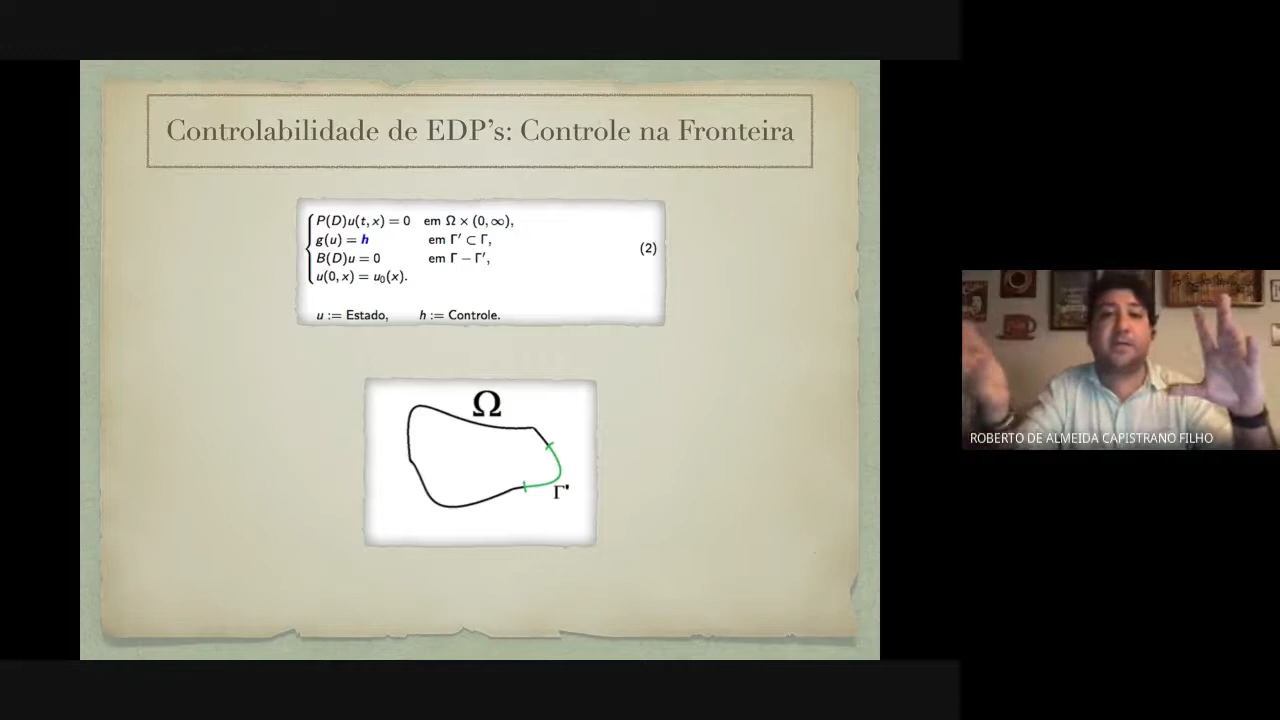 Controlabilidade de EDP's: Controle na Fronteira
P(D)u(t, x) = 0 em Ω × (0, ∞),
g(u) = h em Γ′ ⊂ Γ, (2)
B(D)u = 0 em Γ − Γ′,
u(0, x) = u₀(x).
u := Estado, h := Controle.
Ω
Γ'
ROBERTO DE ALMEIDA CAPISTRANO FILHO